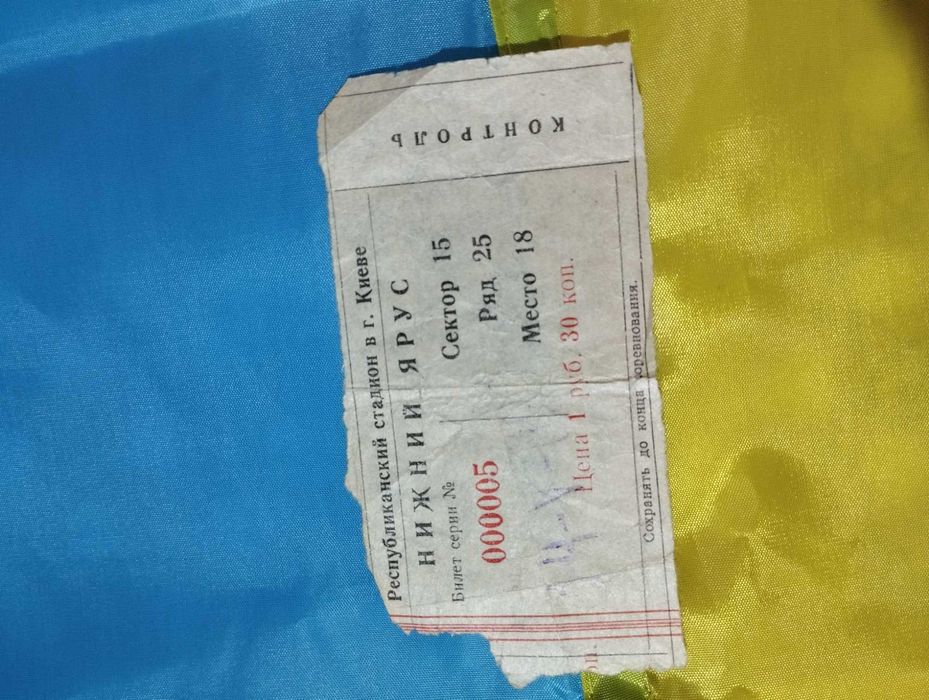 Республиканский стадион в г. Киеве
НИЖНИЙ ЯРУС
Билет серии №
000005
Сектор 15
Ряд 25
Место 18
Цена 1 руб. 30 коп.
Сохранять до конца соревнования.
КОНТРОЛЬ
оп.